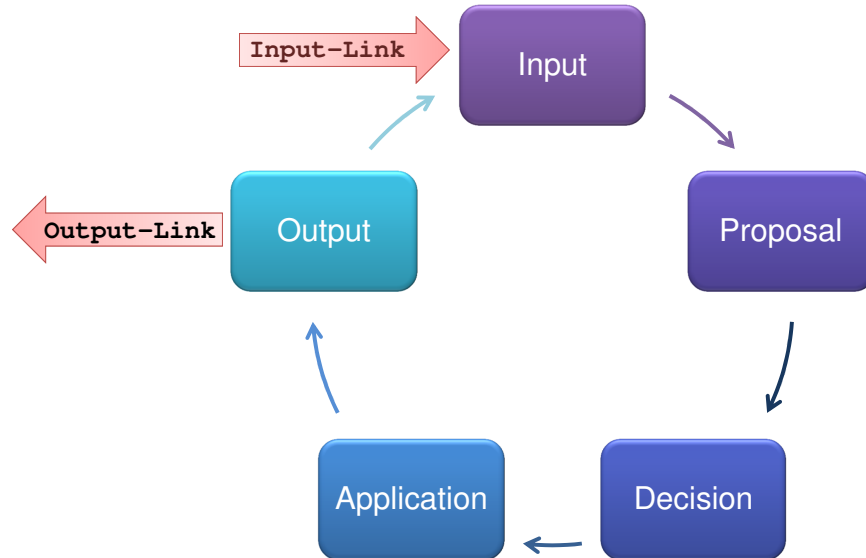 Input-Link
Input
Output-Link
Output
Proposal
Application
Decision